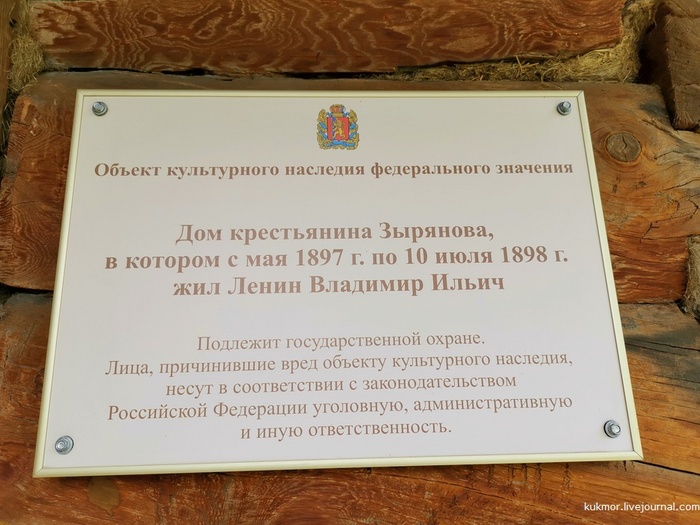 Объект культурного наследия федерального значения
Дом крестьянина Зырянова,
в котором с мая 1897 г. по 10 июля 1898 г.
жил Ленин Владимир Ильич
Подлежит государственной охране.
Лица, причинившие вред объекту культурного наследия,
несут в соответствии с законодательством
Российской Федерации уголовную, административную
и иную ответственность.
kukmor.livejournal.com